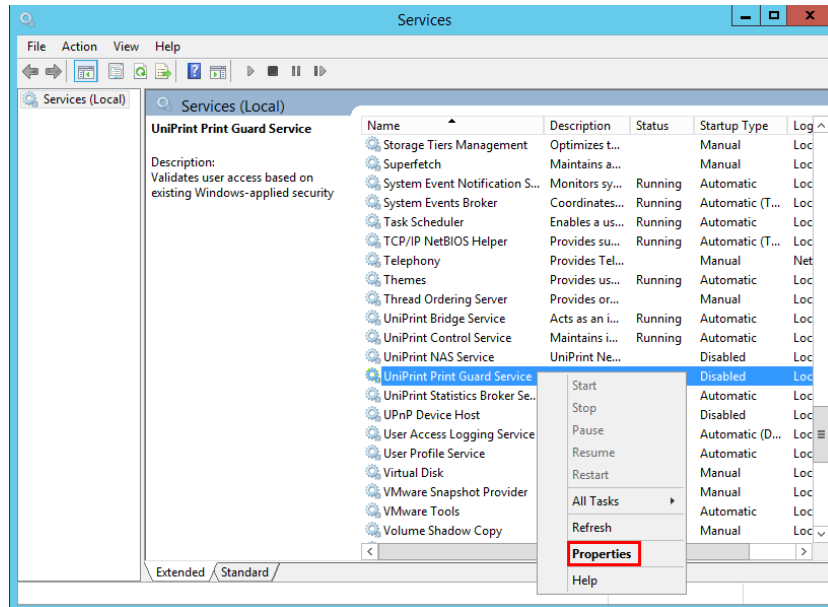 Services
File Action View Help
Services (Local)
Services (Local)
UniPrint Print Guard Service
Description:
Validates user access based on
existing Windows-applied security
Name Description Status Startup Type Log
Storage Tiers Management Optimizes t... Manual Loc
Superfetch Maintains a... Manual Loc
System Event Notification S... Monitors sy... Running Automatic Loc
System Events Broker Coordinates... Running Automatic (T... Loc
Task Scheduler Enables a us... Running Automatic Loc
TCP/IP NetBIOS Helper Provides su... Running Automatic (T... Loc
Telephony Provides Tel... Manual Net
Themes Provides us... Running Automatic Loc
Thread Ordering Server Provides or... Manual Loc
UniPrint Bridge Service Acts as an i... Running Automatic Loc
UniPrint Control Service Maintains i... Running Automatic Loc
UniPrint NAS Service UniPrint Ne... Disabled Loc
UniPrint Print Guard Service Disabled Loc
UniPrint Statistics Broker Se.. Automatic Loc
UPnP Device Host Disabled Loc
User Access Logging Service Automatic (D... Loc
User Profile Service Automatic Loc
Virtual Disk Manual Loc
VMware Snapshot Provider Manual Loc
VMware Tools Automatic Loc
Volume Shadow Copy Manual Loc
Start
Stop
Pause
Resume
Restart
All Tasks
Refresh
Properties
Help
Extended Standard